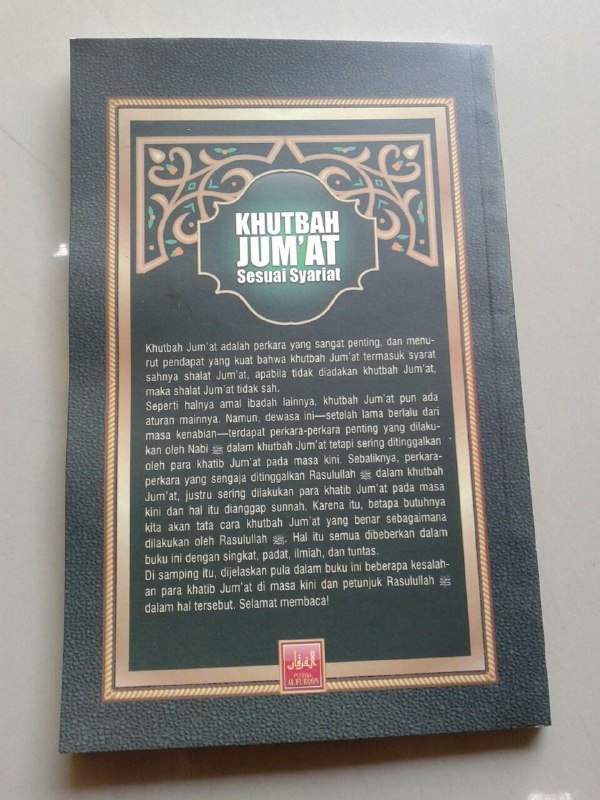 KHUTBAH
JUM'AT
Sesuai Syariat
Khutbah Jum'at adalah perkara yang sangat penting, dan menu-
rut pendapat yang kuat bahwa khutbah Jum'at termasuk syarat
sahnya shalat Jum'at, apabila tidak diadakan khutbah Jum'at,
maka shalat Jum'at tidak sah.
Seperti halnya amal ibadah lainnya, khutbah Jum'at pun ada
aturan mainnya. Namun, dewasa ini—setelah lama berlalu dari
masa kenabian—terdapat perkara-perkara penting yang dilaku-
kan oleh Nabi ﷺ dalam khutbah Jum'at tetapi sering ditinggalkan
oleh para khatib Jum'at pada masa kini. Sebaliknya, perkara-
perkara yang sengaja ditinggalkan Rasulullah ﷺ dalam khutbah
Jum'at, justru sering dilakukan para khatib Jum'at pada masa
kini dan hal itu dianggap sunnah. Karena itu, betapa butuhnya
kita akan tata cara khutbah Jum'at yang benar sebagaimana
dilakukan oleh Rasulullah ﷺ. Hal itu semua dibeberkan dalam
buku ini dengan singkat, padat, ilmiah, dan tuntas.
Di samping itu, dijelaskan pula dalam buku ini beberapa kesalah-
an para khatib Jum'at di masa kini dan petunjuk Rasulullah ﷺ
dalam hal tersebut. Selamat membaca!
الفرقان
PUSTAKA
AL FURQON